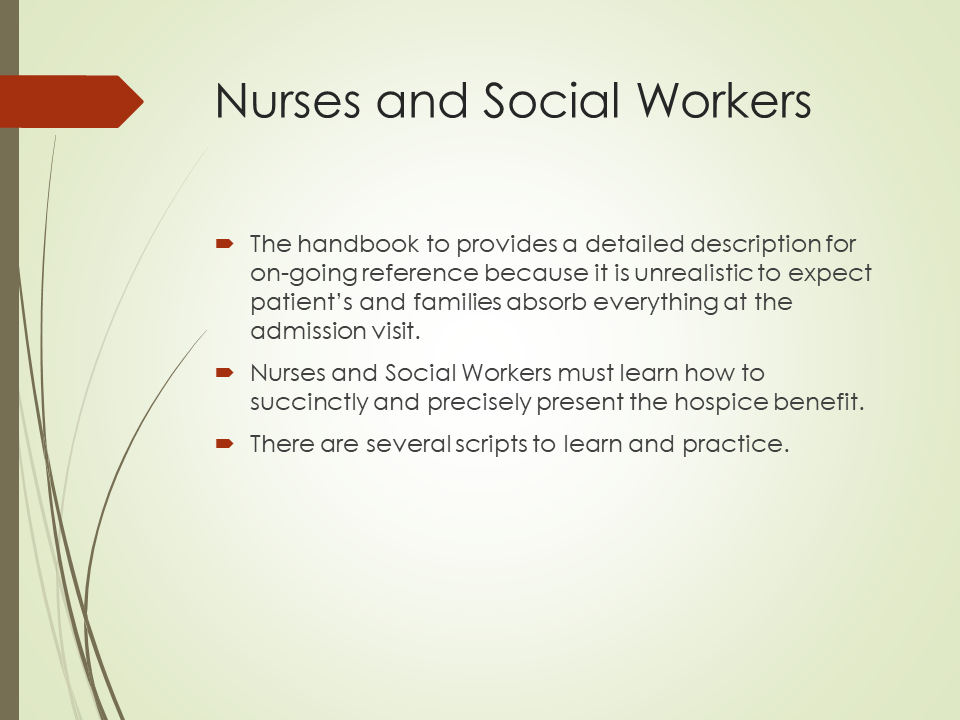 Nurses and Social Workers
The handbook to provides a detailed description for
on-going reference because it is unrealistic to expect
patient’s and families absorb everything at the
admission visit.
Nurses and Social Workers must learn how to
succinctly and precisely present the hospice benefit.
There are several scripts to learn and practice.